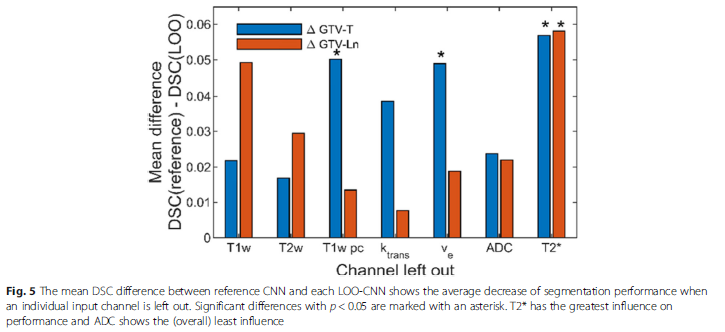 0.06
0.05
0.04
0.03
0.02
0.01
0
Mean difference
DSC(reference) - DSC(LOO)
Δ GTV-T
Δ GTV-Ln
* * * *
T1w T2w T1w pc k_trans v_e ADC T2*
Channel left out
Fig. 5 The mean DSC difference between reference CNN and each LOO-CNN shows the average decrease of segmentation performance when
an individual input channel is left out. Significant differences with p < 0.05 are marked with an asterisk. T2* has the greatest influence on
performance and ADC shows the (overall) least influence